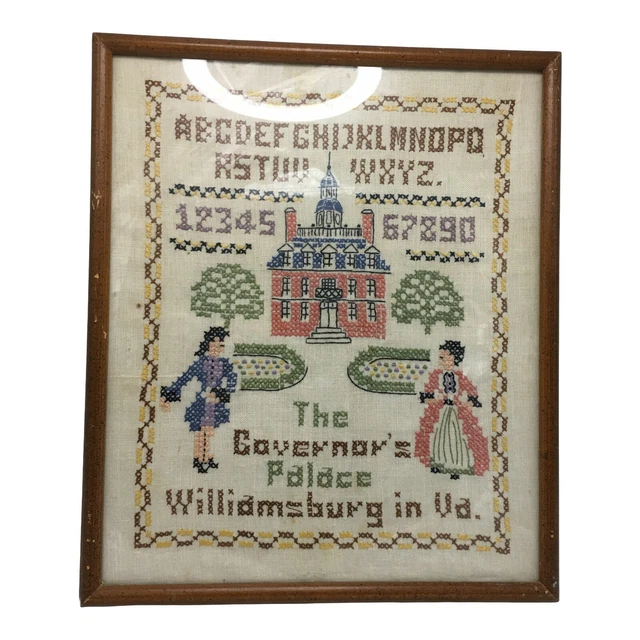 ABCDEFGHIJKLMNOPQ
RSTUV WXYZ.
12345 67890
The
Governor's
Palace
Williamsburg in Va.